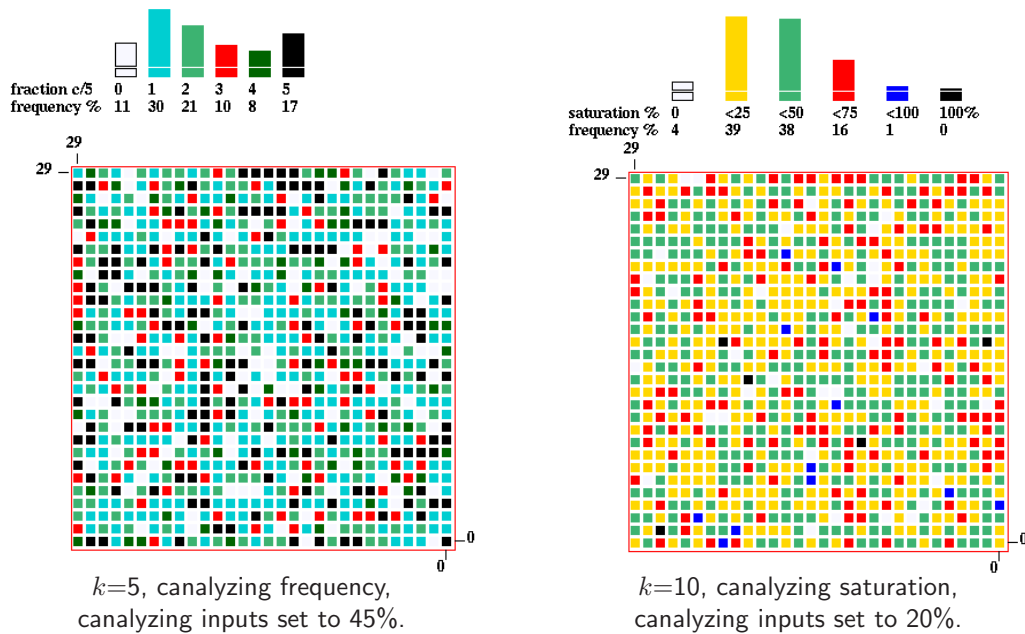 fraction c/5 0 1 2 3 4 5
frequency % 11 30 21 10 8 17
29
29
0
0
k=5, canalyzing frequency,
canalyzing inputs set to 45%.
saturation % 0 <25 <50 <75 <100 100%
frequency % 4 39 38 16 1 0
29
29
0
0
k=10, canalyzing saturation,
canalyzing inputs set to 20%.